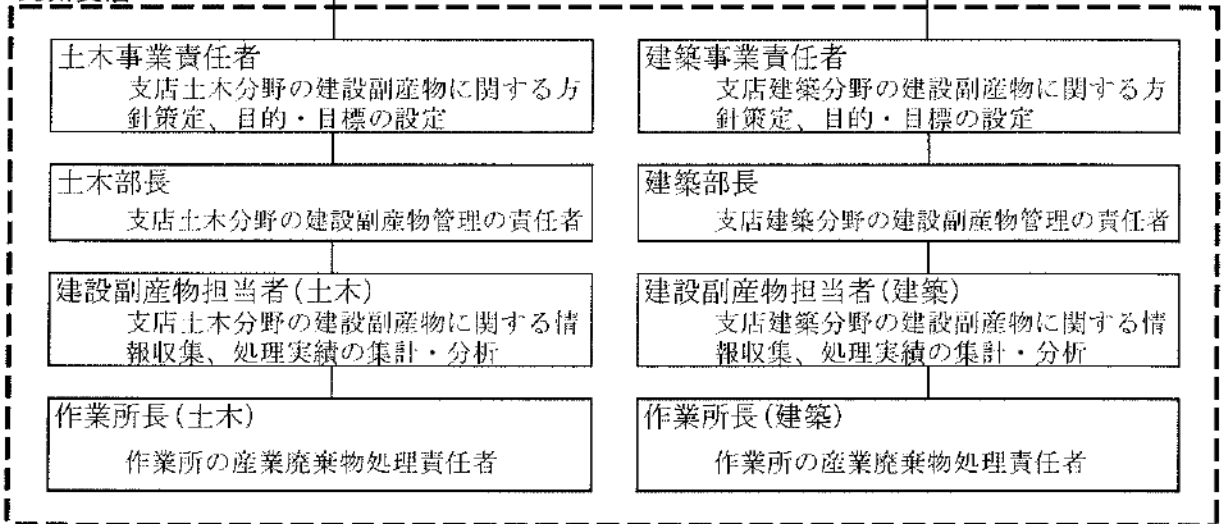 土木事業責任者
支店土木分野の建設副産物に関する方
針策定、目的・目標の設定
土木部長
支店土木分野の建設副産物管理の責任者
建設副産物担当者(土木)
支店土木分野の建設副産物に関する情
報収集、処理実績の集計・分析
作業所長(土木)
作業所の産業廃棄物処理責任者
建築事業責任者
支店建築分野の建設副産物に関する方
針策定、目的・目標の設定
建築部長
支店建築分野の建設副産物管理の責任者
建設副産物担当者(建築)
支店建築分野の建設副産物に関する情
報収集、処理実績の集計・分析
作業所長(建築)
作業所の産業廃棄物処理責任者